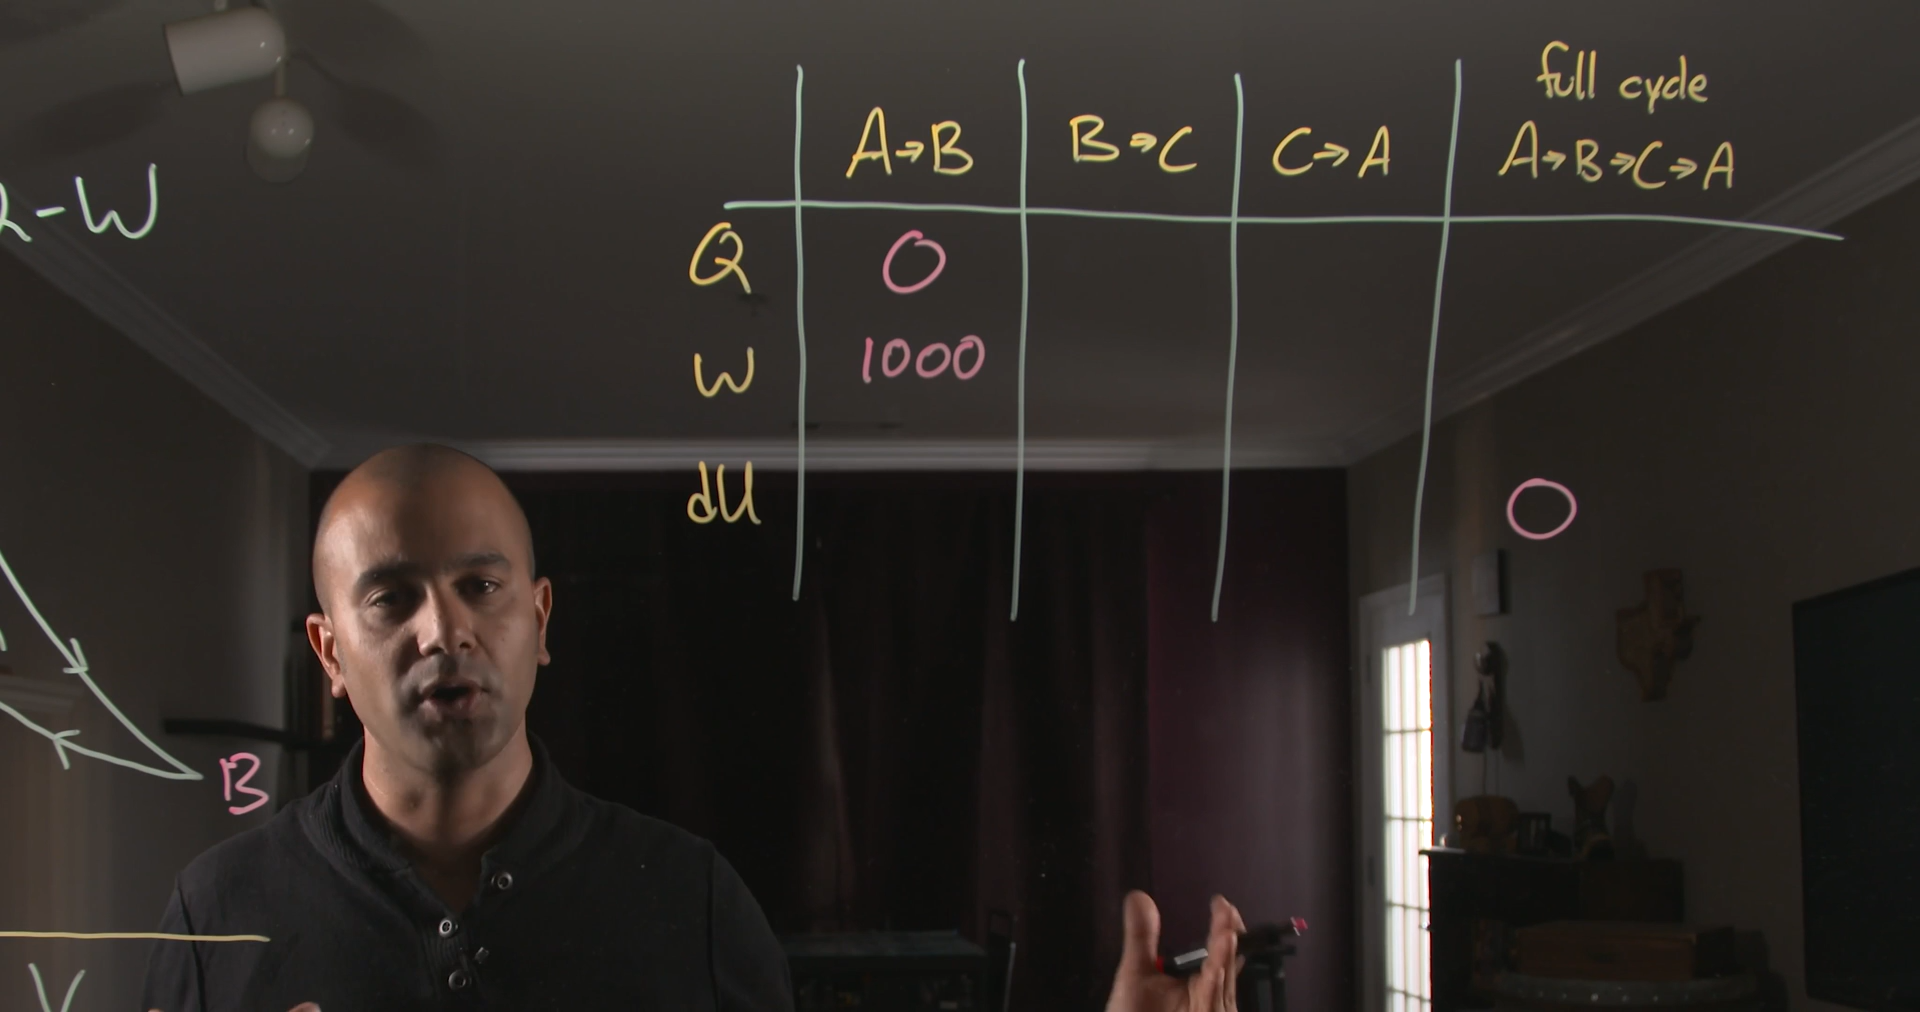 full cycle
A→B B→C C→A A→B→C→A
-W
Q 0
W 1000
dU 0
B
V